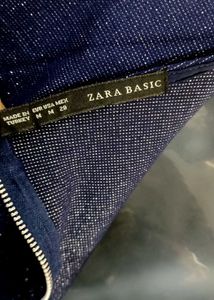 MADE IN EUR USA MEX
TURKEY M M 28
ZARA BASIC